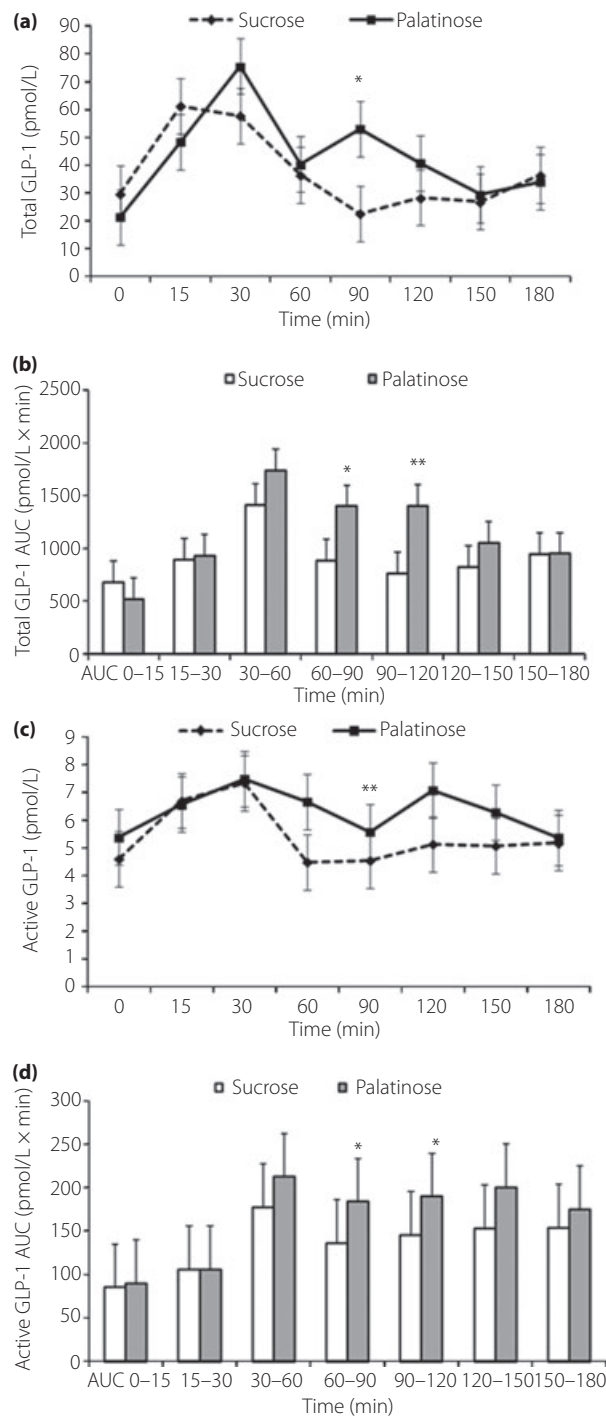 (a)
Sucrose Palatinose
90
80
70
60
50
40
30
20
10
0
Total GLP-1 (pmol/L)
*
0 15 30 60 90 120 150 180
Time (min)
(b)
Sucrose Palatinose
2500
2000
1500
1000
500
0
Total GLP-1 AUC (pmol/L × min)
* **
AUC 0–15 15–30 30–60 60–90 90–120 120–150 150–180
Time (min)
(c)
Sucrose Palatinose
9
8
7
6
5
4
3
2
1
0
Active GLP-1 (pmol/L)
**
0 15 30 60 90 120 150 180
Time (min)
(d)
Sucrose Palatinose
300
250
200
150
100
50
0
Active GLP-1 AUC (pmol/L × min)
* *
AUC 0–15 15–30 30–60 60–90 90–120 120–150 150–180
Time (min)